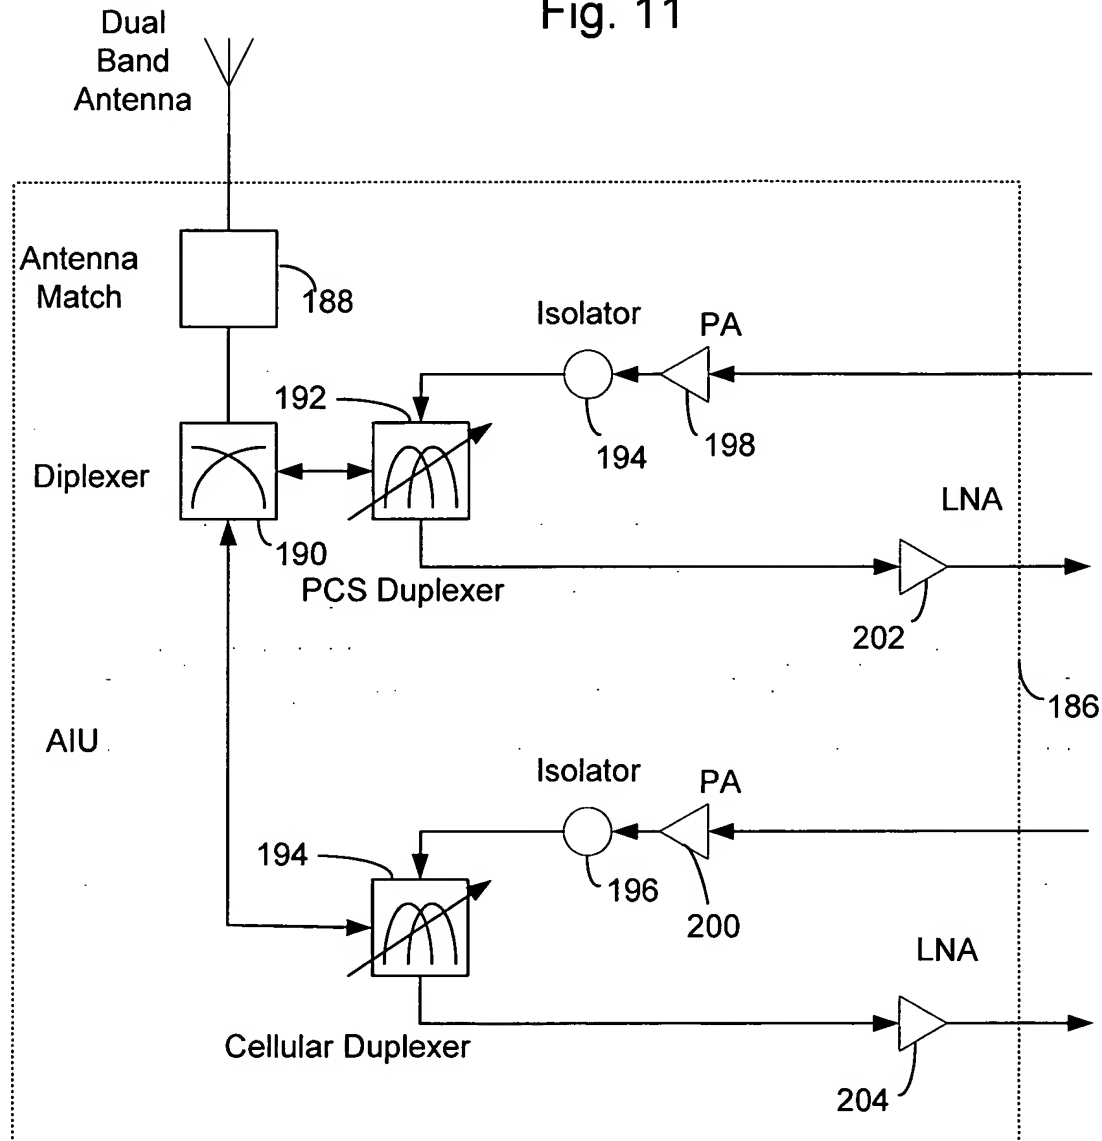 Fig. 11
Dual
Band
Antenna
Antenna
Match
188
Isolator
PA
192
194
198
Diplexer
LNA
190
PCS Duplexer
202
186
AIU
Isolator
PA
194
196
200
LNA
Cellular Duplexer
204